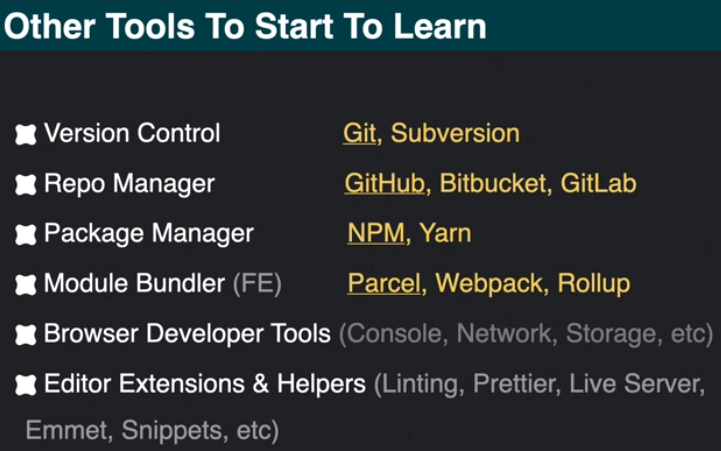 Other Tools To Start To Learn
Version Control Git, Subversion
Repo Manager GitHub, Bitbucket, GitLab
Package Manager NPM, Yarn
Module Bundler (FE) Parcel, Webpack, Rollup
Browser Developer Tools (Console, Network, Storage, etc)
Editor Extensions & Helpers (Linting, Prettier, Live Server,
Emmet, Snippets, etc)